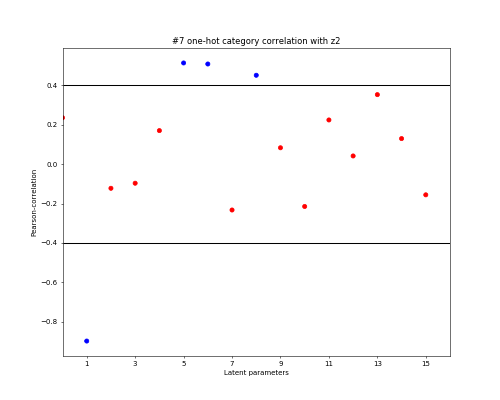 #7 one-hot category correlation with z2
Pearson-correlation
0.4
0.2
0.0
−0.2
−0.4
−0.6
−0.8
1 3 5 7 9 11 13 15
Latent parameters